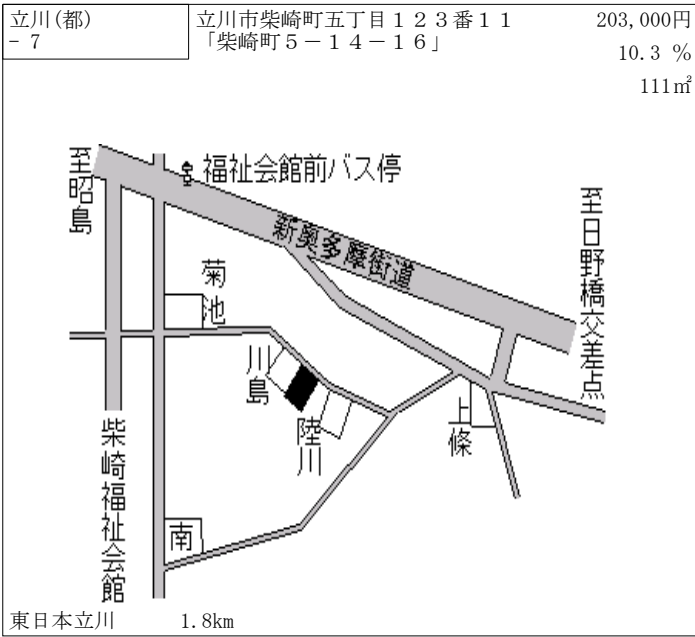 立川(都)
- 7
立川市柴崎町五丁目１２３番１１
「柴崎町５－１４－１６」
203,000円
10.3 %
111㎡
至昭島
福祉会館前バス停
新奥多摩街道
至日野橋交差点
菊池
川島
陸川
上條
柴崎福祉会館
南
東日本立川 1.8km